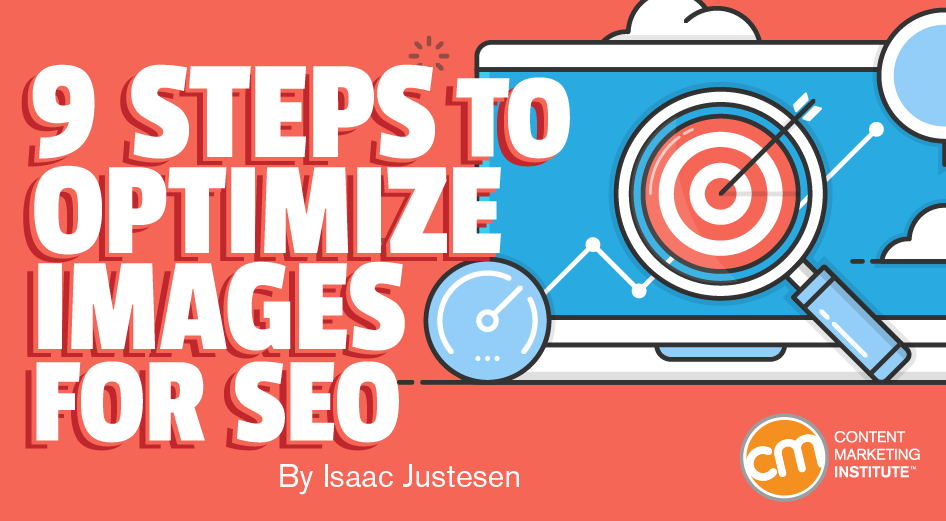 9 STEPS TO
OPTIMIZE
IMAGES
FOR SEO
By Isaac Justesen
cm
CONTENT
MARKETING
INSTITUTE™